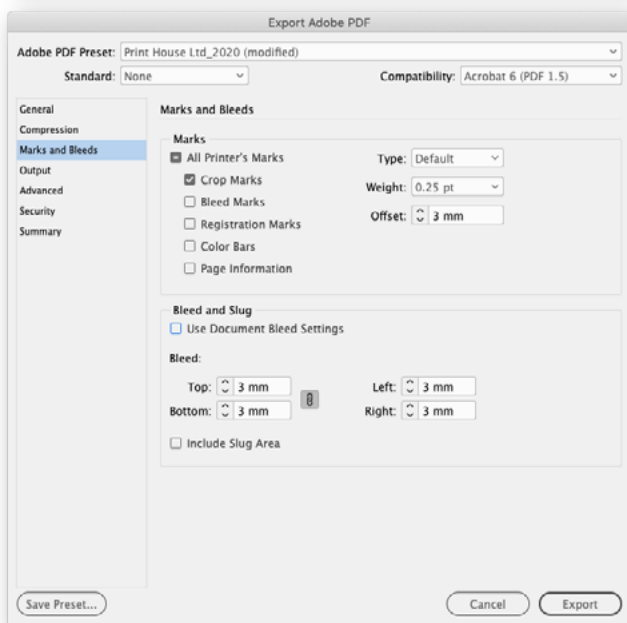 Export Adobe PDF
Adobe PDF Preset: Print House Ltd_2020 (modified)
Standard: None Compatibility: Acrobat 6 (PDF 1.5)
General
Compression
Marks and Bleeds
Output
Advanced
Security
Summary
Marks and Bleeds
Marks
All Printer's Marks
Crop Marks
Bleed Marks
Registration Marks
Color Bars
Page Information
Type: Default
Weight: 0.25 pt
Offset: 3 mm
Bleed and Slug
Use Document Bleed Settings
Bleed:
Top: 3 mm Left: 3 mm
Bottom: 3 mm Right: 3 mm
Include Slug Area
Save Preset... Cancel Export